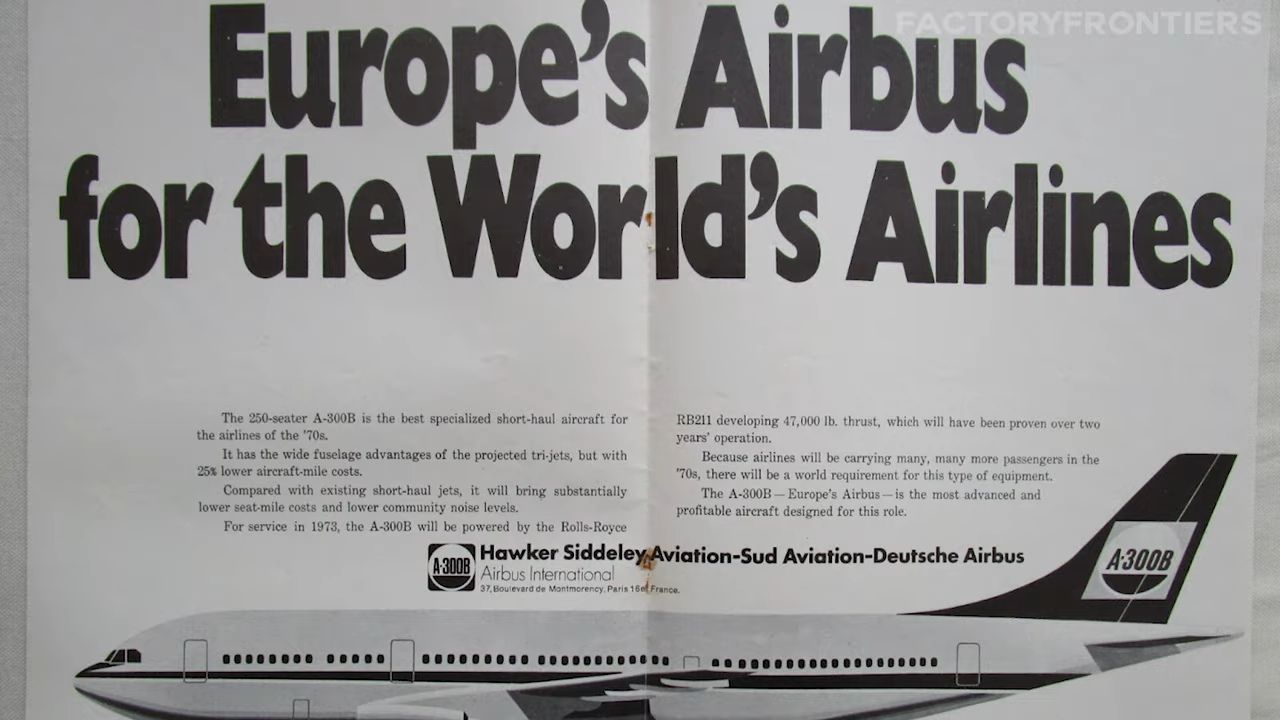 FACTORYFRONTIERS
Europe's Airbus
for the World's Airlines
The 250-seater A-300B is the best specialized short-haul aircraft for
the airlines of the '70s.
It has the wide fuselage advantages of the projected tri-jets, but with
25% lower aircraft-mile costs.
Compared with existing short-haul jets, it will bring substantially
lower seat-mile costs and lower community noise levels.
For service in 1973, the A-300B will be powered by the Rolls-Royce
RB211 developing 47,000 lb. thrust, which will have been proven over two
years' operation.
Because airlines will be carrying many, many more passengers in the
'70s, there will be a world requirement for this type of equipment.
The A-300B — Europe's Airbus — is the most advanced and
profitable aircraft designed for this role.
A-300B
Hawker Siddeley Aviation-Sud Aviation-Deutsche Airbus
Airbus International
37, Boulevard de Montmorency, Paris 16e France.
A-300B